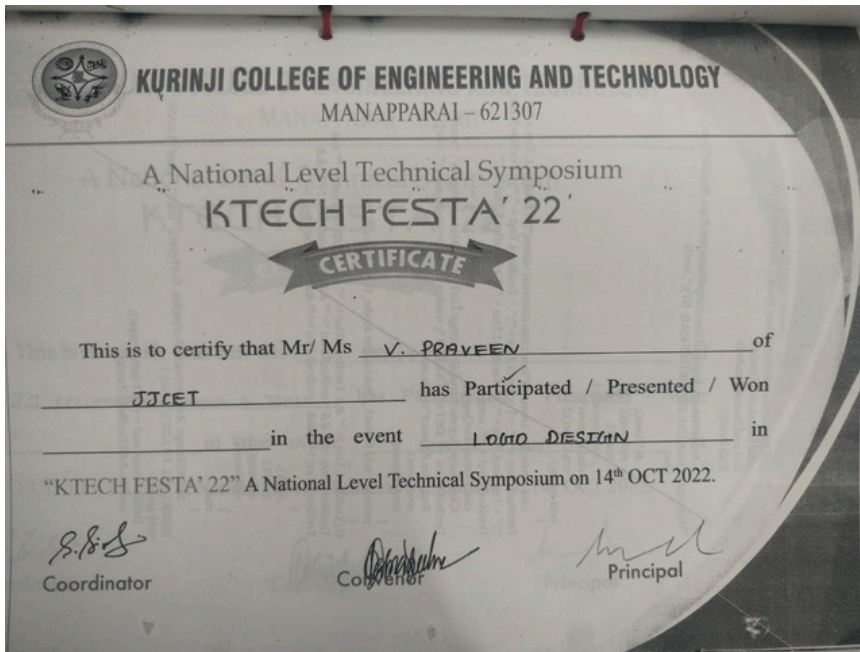 KURINJI COLLEGE OF ENGINEERING AND TECHNOLOGY
MANAPPARAI – 621307
A National Level Technical Symposium
KTECH FESTA' 22
CERTIFICATE
This is to certify that Mr/ Ms V. PRAVEEN of
JJCET has Participated / Presented / Won
in the event LOGO DESIGN in
“KTECH FESTA’ 22” A National Level Technical Symposium on 14th OCT 2022.
Coordinator Convenor Principal